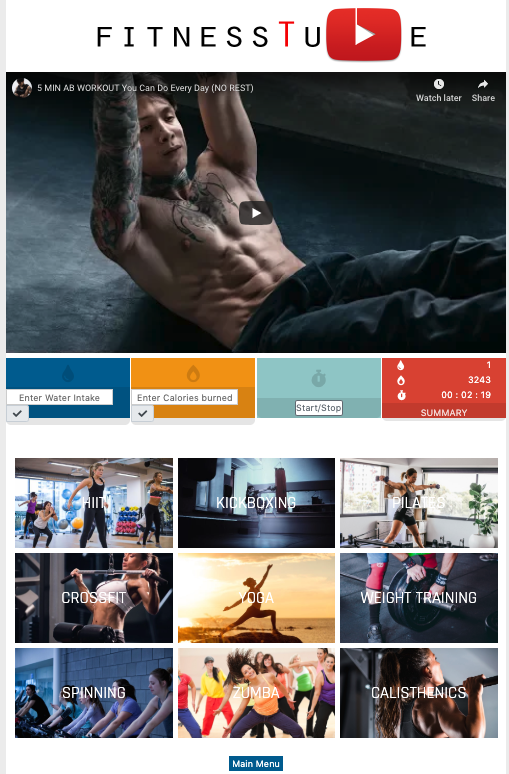 FITNESSTUBE
5 MIN AB WORKOUT You Can Do Every Day (NO REST)
Watch later
Share
Enter Water Intake
Enter Calories burned
Start/Stop
1
3243
00 : 02 : 19
SUMMARY
HIIT
KICKBOXING
PILATES
CROSSFIT
YOGA
WEIGHT TRAINING
SPINNING
ZUMBA
CALISTHENICS
Main Menu